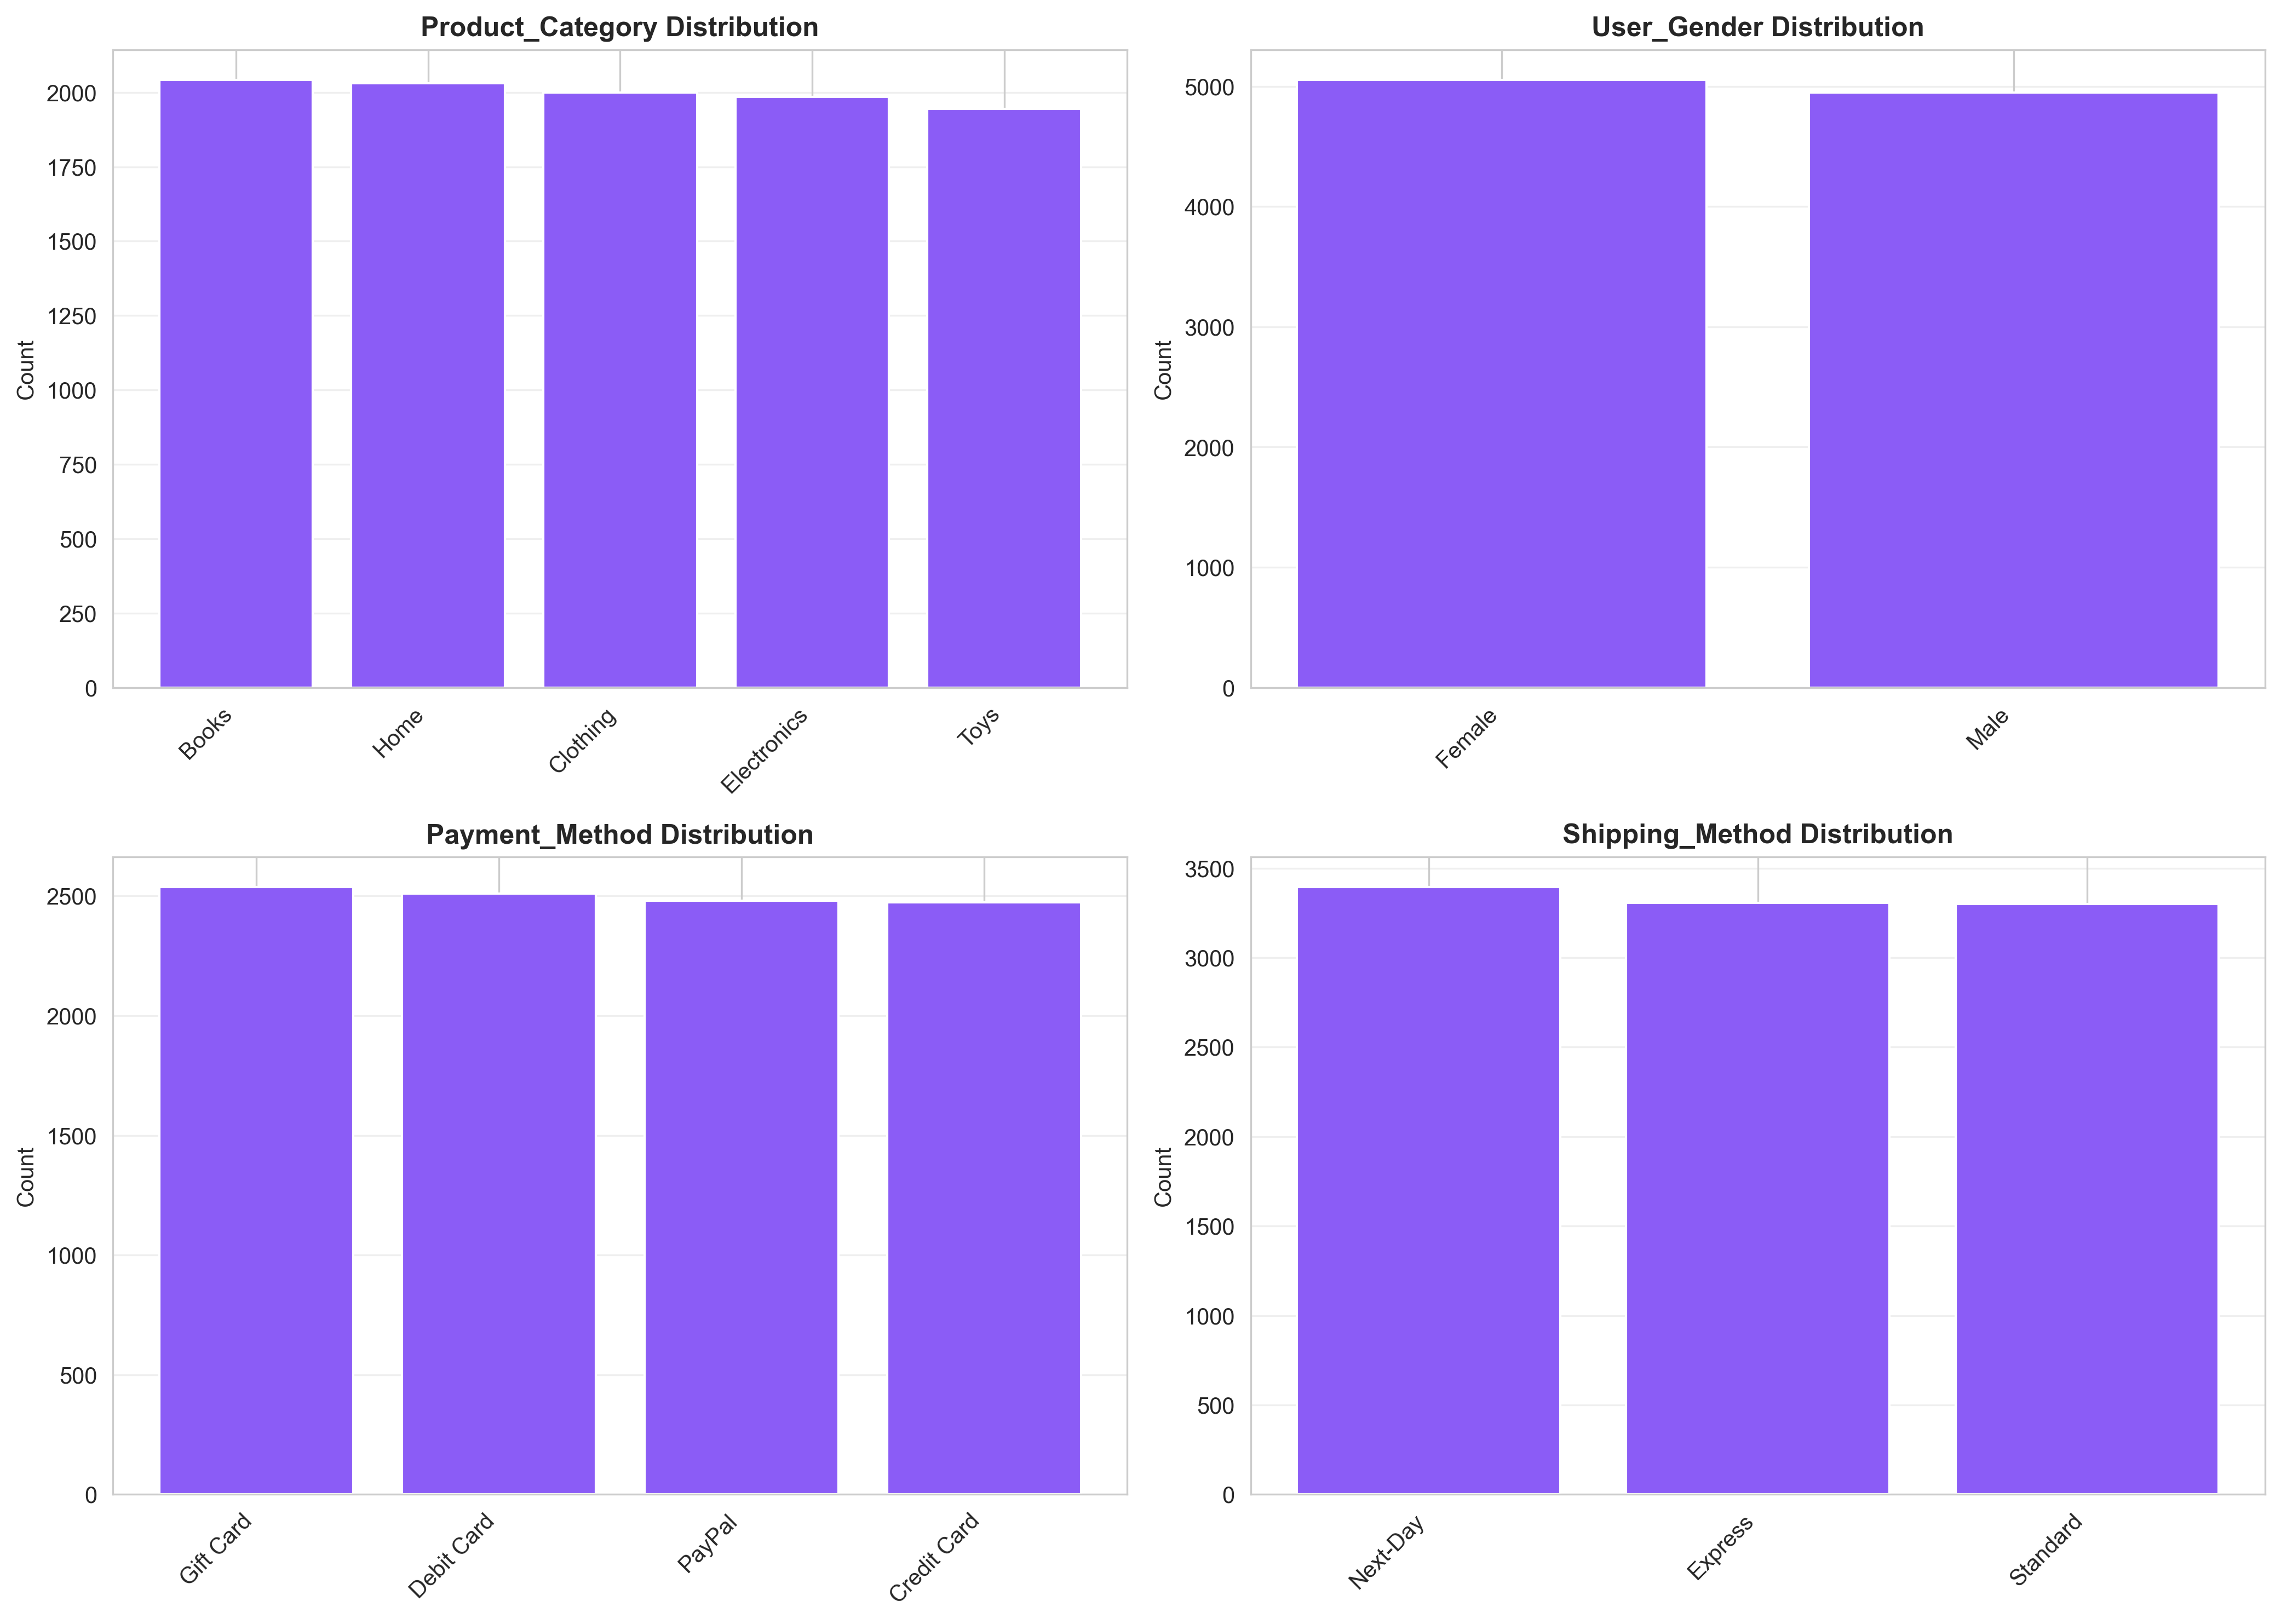 Product_Category Distribution
Count
2000
1750
1500
1250
1000
750
500
250
0
Books
Home
Clothing
Electronics
Toys
User_Gender Distribution
Count
5000
4000
3000
2000
1000
0
Female
Male
Payment_Method Distribution
Count
2500
2000
1500
1000
500
0
Gift Card
Debit Card
PayPal
Credit Card
Shipping_Method Distribution
Count
3500
3000
2500
2000
1500
1000
500
0
Next-Day
Express
Standard